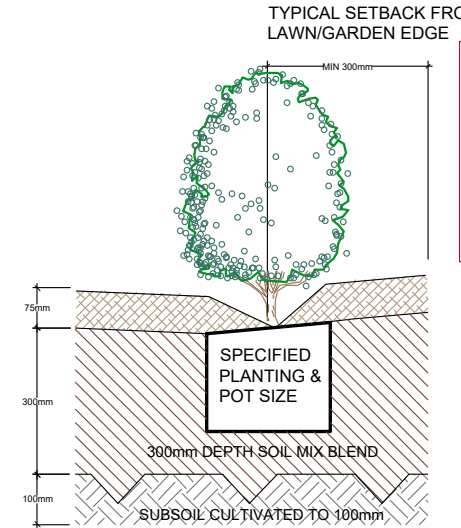 TYPICAL SETBACK FRO
LAWN/GARDEN EDGE
MIN 300mm
75mm
SPECIFIED
PLANTING &
POT SIZE
300mm
300mm DEPTH SOIL MIX BLEND
100mm
SUBSOIL CULTIVATED TO 100mm